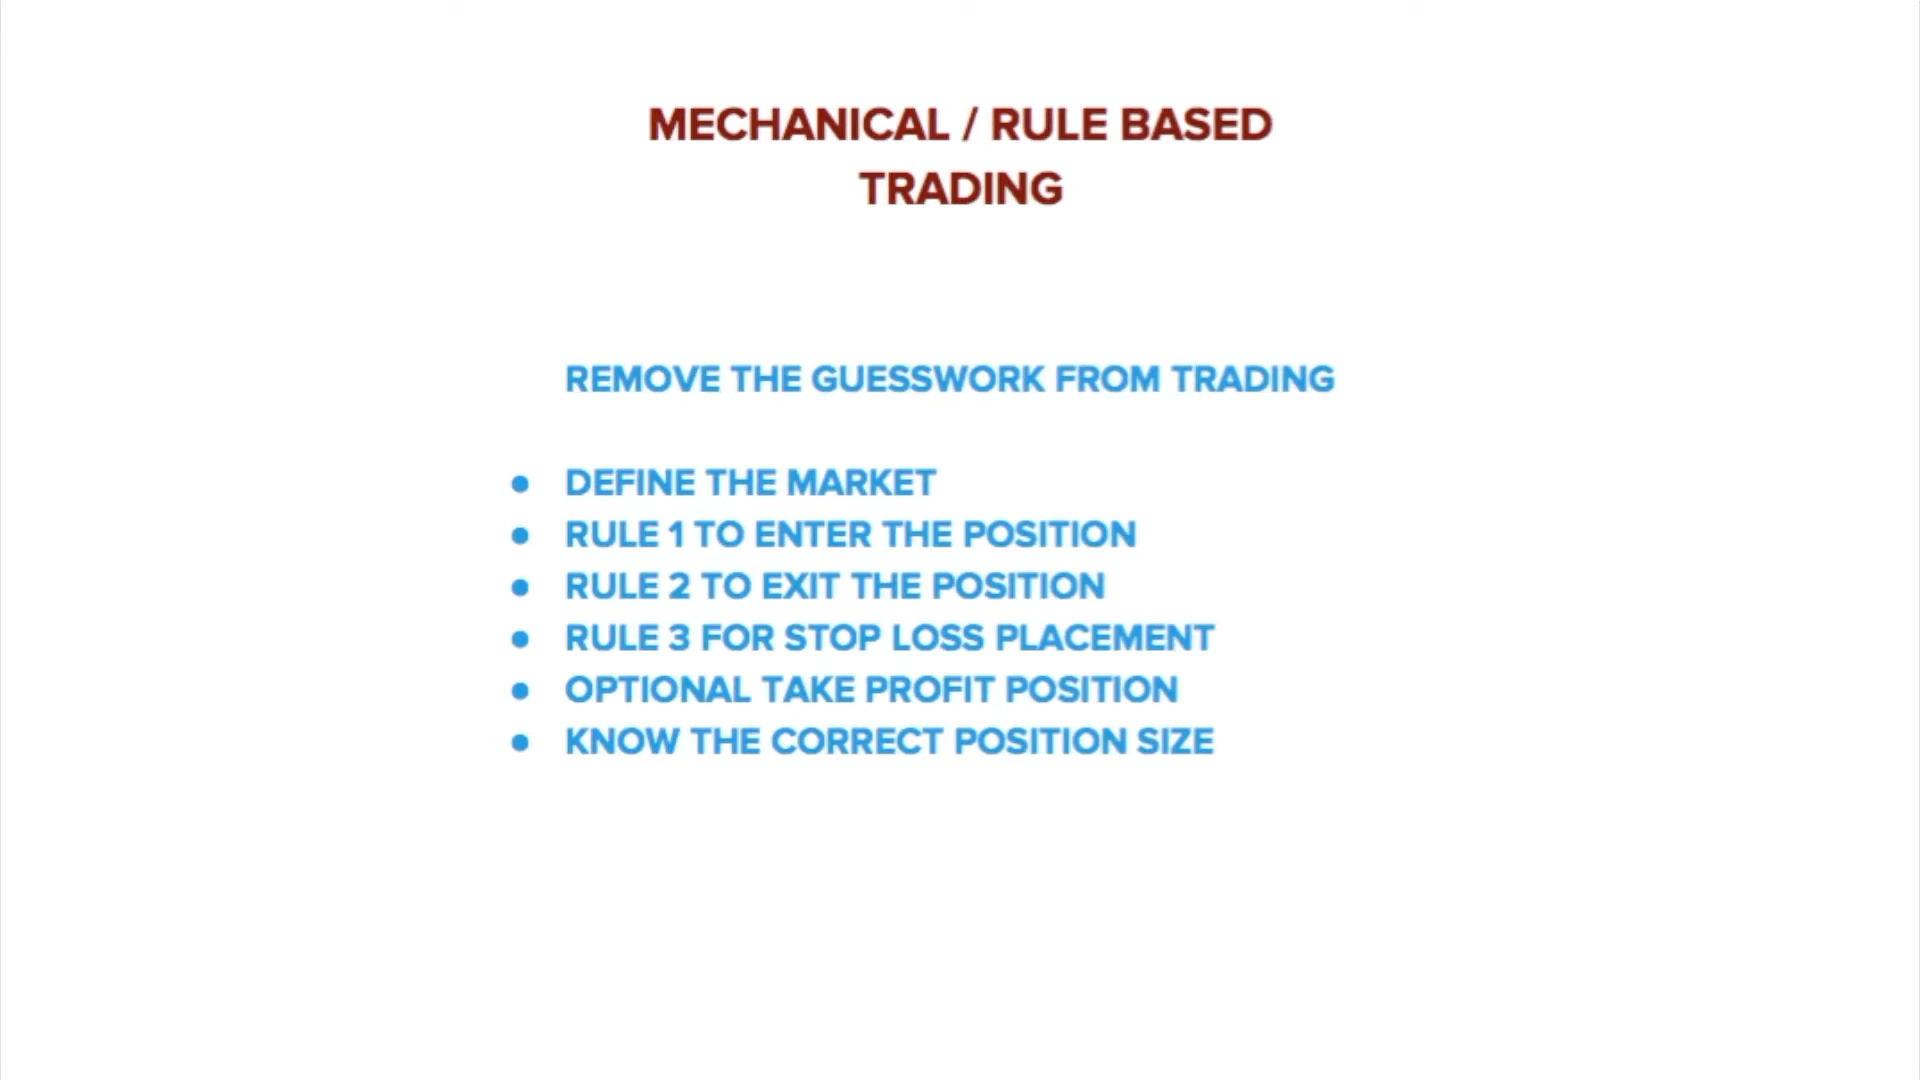 MECHANICAL / RULE BASED
TRADING
REMOVE THE GUESSWORK FROM TRADING
● DEFINE THE MARKET
● RULE 1 TO ENTER THE POSITION
● RULE 2 TO EXIT THE POSITION
● RULE 3 FOR STOP LOSS PLACEMENT
● OPTIONAL TAKE PROFIT POSITION
● KNOW THE CORRECT POSITION SIZE